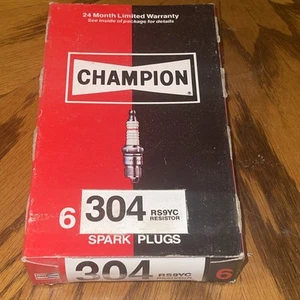 24 Month Limited Warranty
See inside of package for details
CHAMPION
6 304 RS9YC
RESISTOR
SPARK PLUGS
304 RS9YC
RESISTOR
6